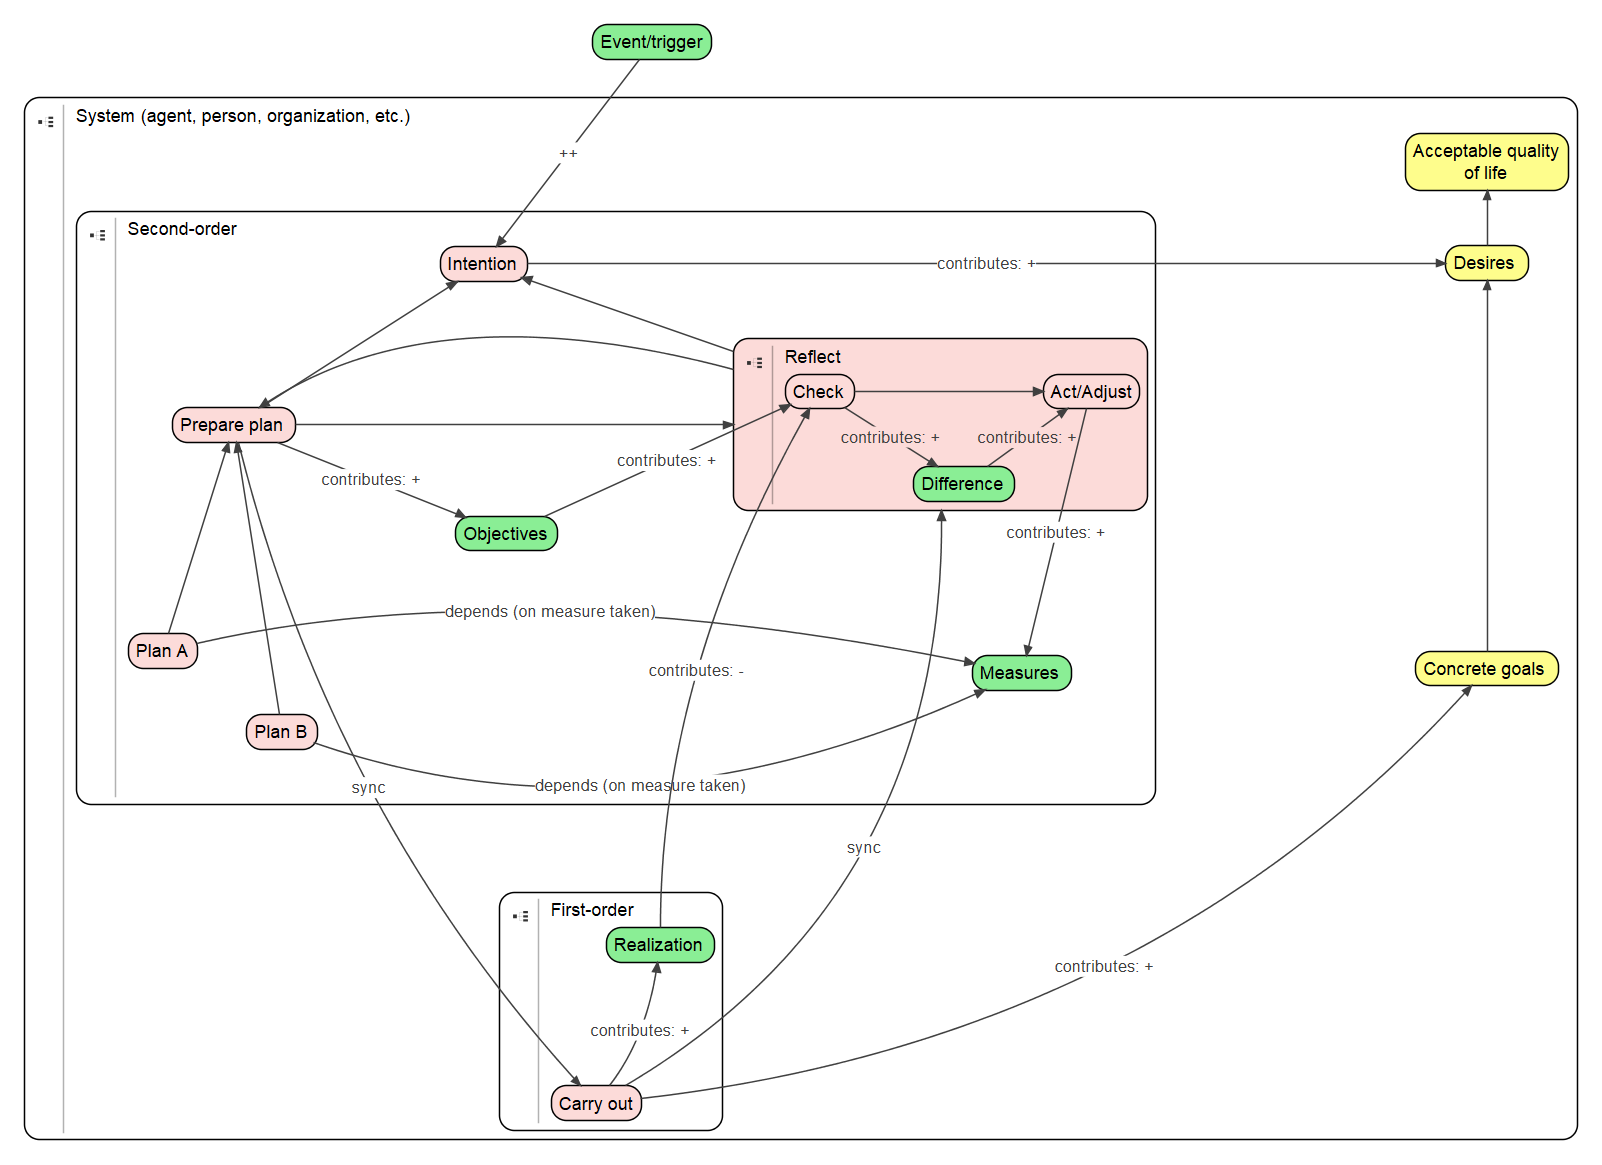 Event/trigger
System (agent, person, organization, etc.)
++
Acceptable quality
of life
Second-order
Intention
contributes: +
Desires
Reflect
Check
Act/Adjust
Prepare plan
contributes: +
contributes: +
contributes: +
contributes: +
Difference
Objectives
contributes: +
depends (on measure taken)
Plan A
contributes: -
Measures
Concrete goals
Plan B
sync
depends (on measure taken)
sync
First-order
Realization
contributes: +
contributes: +
Carry out